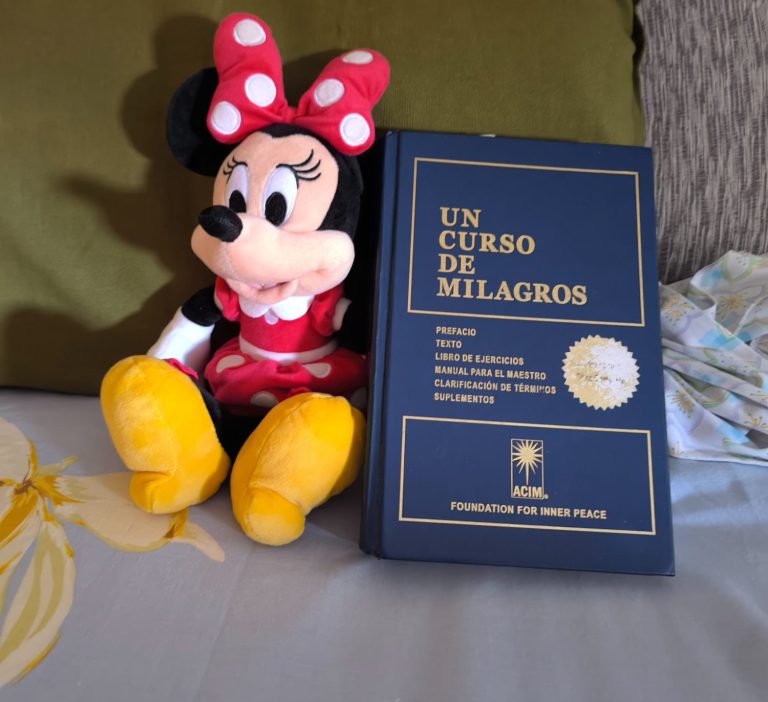 UN
CURSO
DE
MILAGROS
PREFACIO
TEXTO
LIBRO DE EJERCICIOS
MANUAL PARA EL MAESTRO
CLARIFICACIÓN DE TÉRMINOS
SUPLEMENTOS
ACIM®
FOUNDATION FOR INNER PEACE